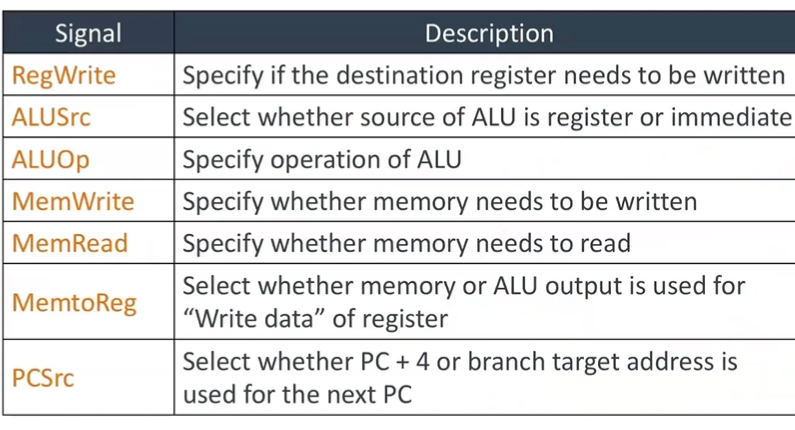 Signal Description
RegWrite Specify if the destination register needs to be written
ALUSrc Select whether source of ALU is register or immediate
ALUOp Specify operation of ALU
MemWrite Specify whether memory needs to be written
MemRead Specify whether memory needs to read
MemtoReg Select whether memory or ALU output is used for
“Write data” of register
PCSrc Select whether PC + 4 or branch target address is
used for the next PC